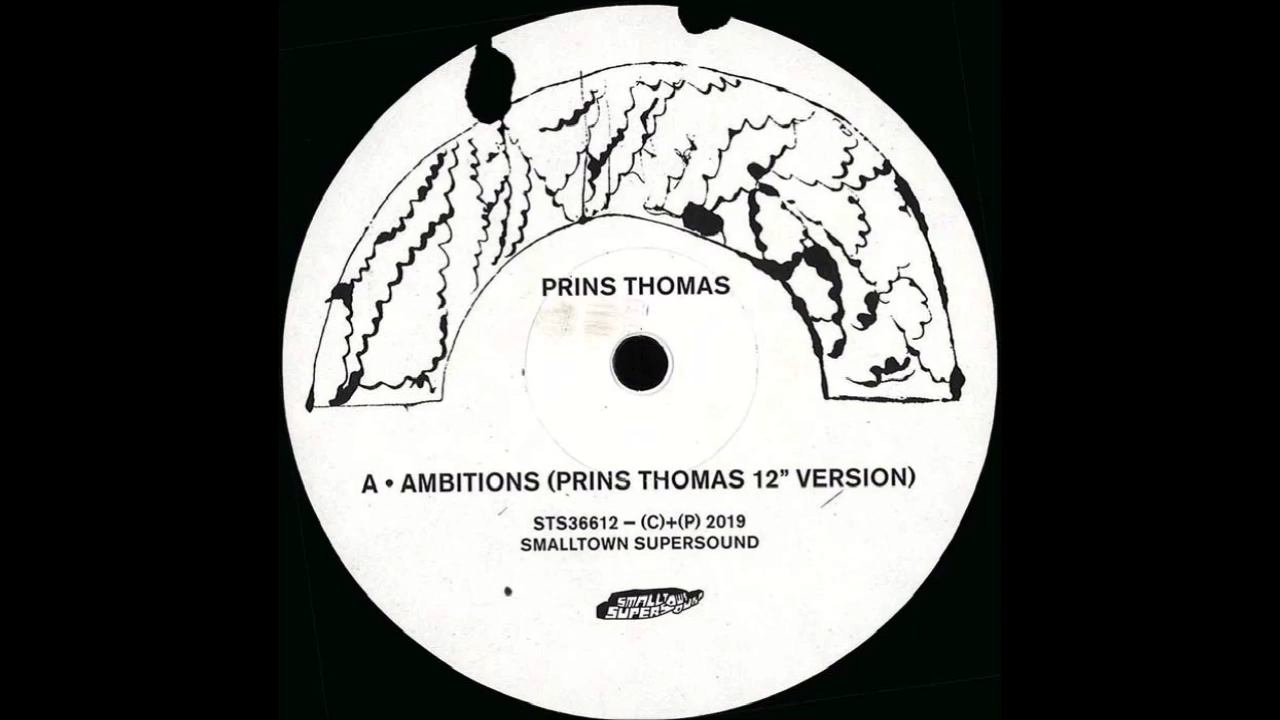 PRINS THOMAS
A • AMBITIONS (PRINS THOMAS 12” VERSION)
STS36612 – (C)+(P) 2019
SMALLTOWN SUPERSOUND
SMALLTOWN
SUPERSOUND